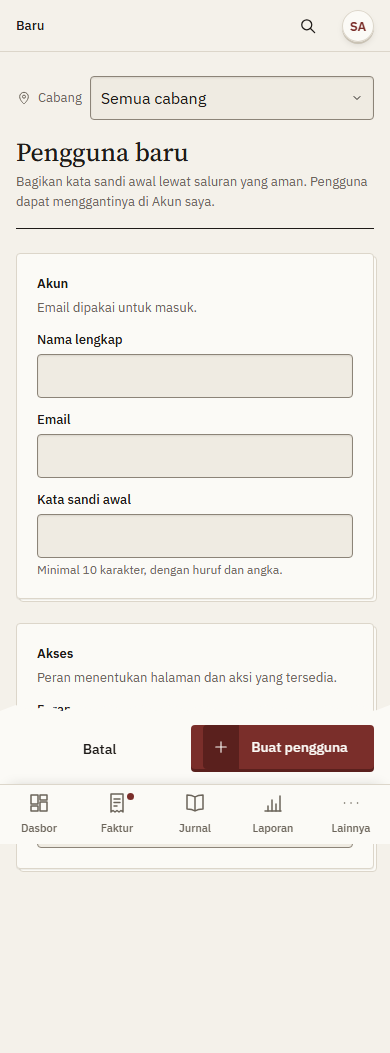 Baru
SA
Cabang
Semua cabang
Pengguna baru
Bagikan kata sandi awal lewat saluran yang aman. Pengguna
dapat menggantinya di Akun saya.
Akun
Email dipakai untuk masuk.
Nama lengkap
Email
Kata sandi awal
Minimal 10 karakter, dengan huruf dan angka.
Akses
Peran menentukan halaman dan aksi yang tersedia.
Batal
Buat pengguna
Dasbor
Faktur
Jurnal
Laporan
Lainnya